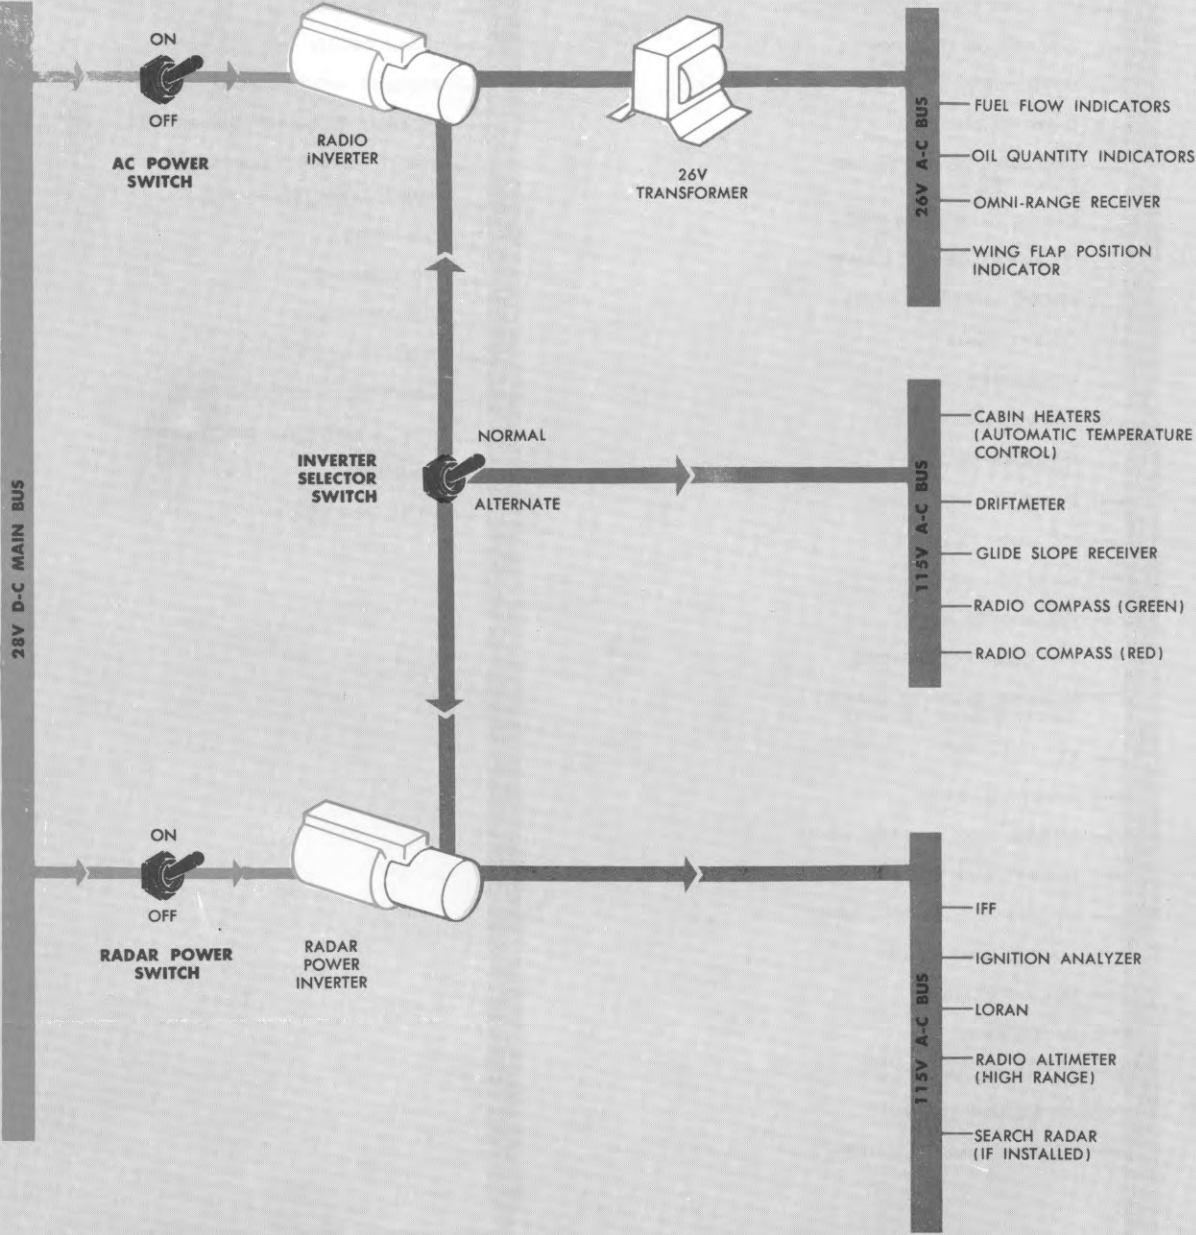 28V D-C MAIN BUS
ON
OFF
AC POWER
SWITCH
RADIO
INVERTER
26V
TRANSFORMER
26V A-C BUS
FUEL FLOW INDICATORS
OIL QUANTITY INDICATORS
OMNI-RANGE RECEIVER
WING FLAP POSITION
INDICATOR
INVERTER
SELECTOR
SWITCH
NORMAL
ALTERNATE
115V A-C BUS
CABIN HEATERS
(AUTOMATIC TEMPERATURE
CONTROL)
DRIFTMETER
GLIDE SLOPE RECEIVER
RADIO COMPASS (GREEN)
RADIO COMPASS (RED)
ON
OFF
RADAR POWER
SWITCH
RADAR
POWER
INVERTER
115V A-C BUS
IFF
IGNITION ANALYZER
LORAN
RADIO ALTIMETER
(HIGH RANGE)
SEARCH RADAR
(IF INSTALLED)